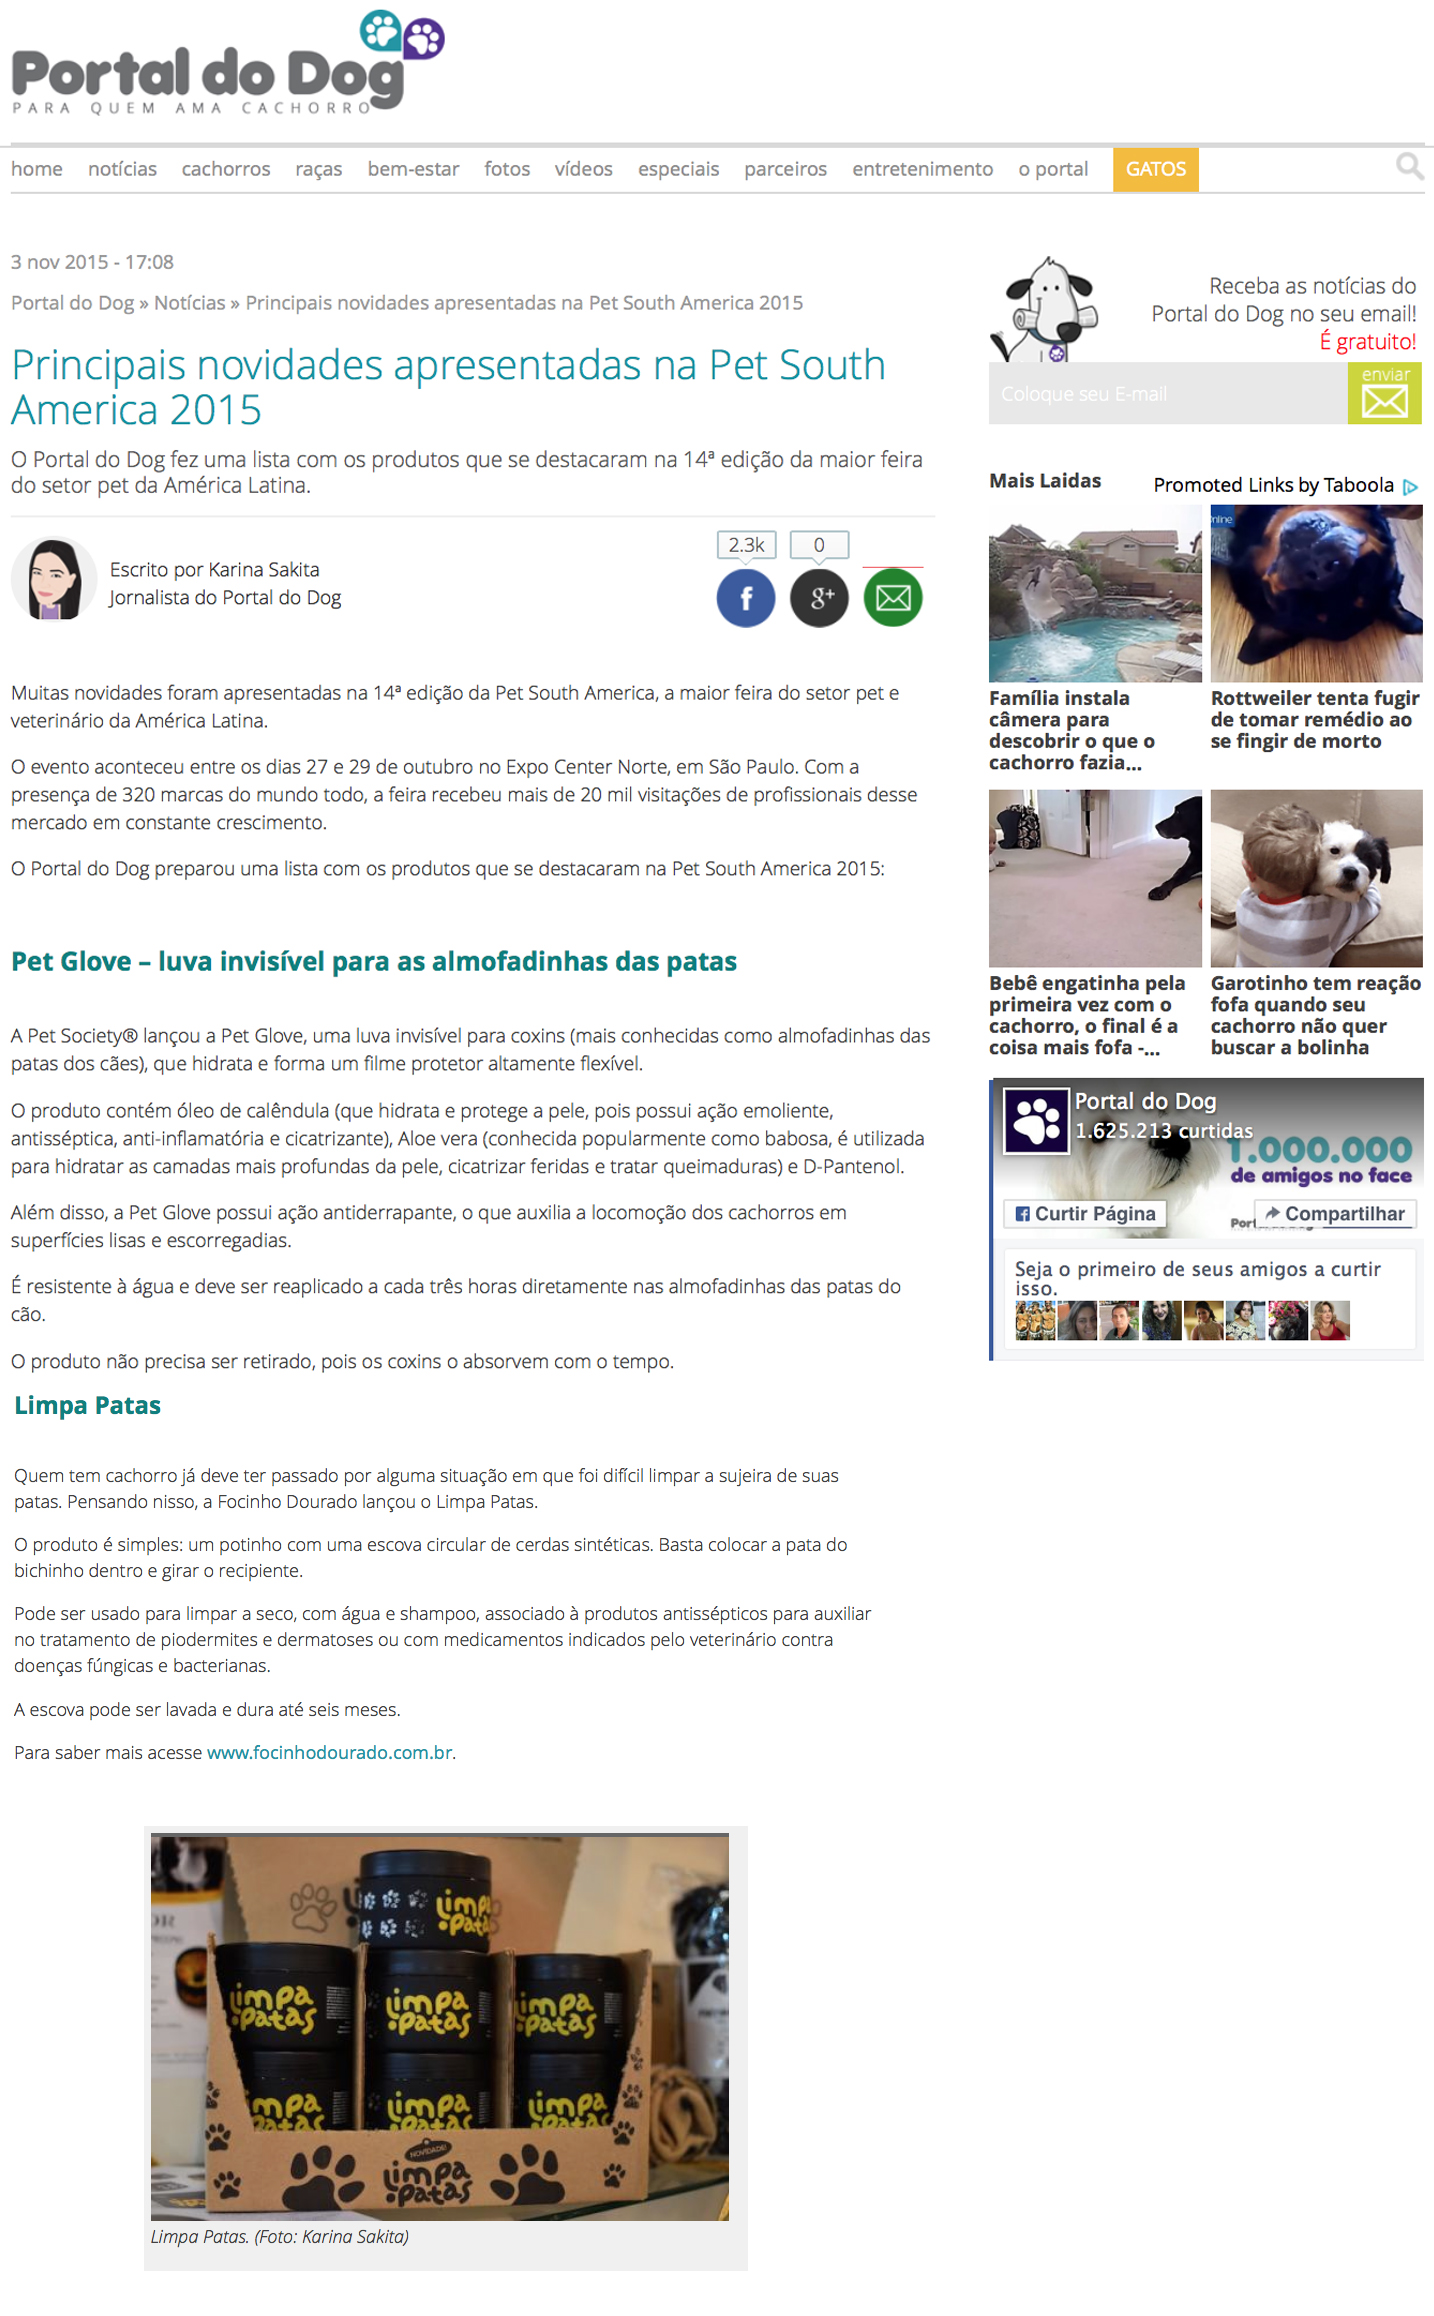 Portal do Dog
PARA QUEM AMA CACHORRO
home notícias cachorros raças bem-estar fotos vídeos especiais parceiros entretenimento o portal GATOS
3 nov 2015 - 17:08
Portal do Dog » Notícias » Principais novidades apresentadas na Pet South America 2015
Principais novidades apresentadas na Pet South
America 2015
O Portal do Dog fez uma lista com os produtos que se destacaram na 14ª edição da maior feira
do setor pet da América Latina.
Escrito por Karina Sakita
Jornalista do Portal do Dog
2.3k 0
f g+
Muitas novidades foram apresentadas na 14ª edição da Pet South America, a maior feira do setor pet e
veterinário da América Latina.
O evento aconteceu entre os dias 27 e 29 de outubro no Expo Center Norte, em São Paulo. Com a
presença de 320 marcas do mundo todo, a feira recebeu mais de 20 mil visitações de profissionais desse
mercado em constante crescimento.
O Portal do Dog preparou uma lista com os produtos que se destacaram na Pet South America 2015:
Pet Glove – luva invisível para as almofadinhas das patas
A Pet Society® lançou a Pet Glove, uma luva invisível para coxins (mais conhecidas como almofadinhas das
patas dos cães), que hidrata e forma um filme protetor altamente flexível.
O produto contém óleo de calêndula (que hidrata e protege a pele, pois possui ação emoliente,
antisséptica, anti-inflamatória e cicatrizante), Aloe vera (conhecida popularmente como babosa, é utilizada
para hidratar as camadas mais profundas da pele, cicatrizar feridas e tratar queimaduras) e D-Pantenol.
Além disso, a Pet Glove possui ação antiderrapante, o que auxilia a locomoção dos cachorros em
superfícies lisas e escorregadias.
É resistente à água e deve ser reaplicado a cada três horas diretamente nas almofadinhas das patas do
cão.
O produto não precisa ser retirado, pois os coxins o absorvem com o tempo.
Limpa Patas
Quem tem cachorro já deve ter passado por alguma situação em que foi difícil limpar a sujeira de suas
patas. Pensando nisso, a Focinho Dourado lançou o Limpa Patas.
O produto é simples: um potinho com uma escova circular de cerdas sintéticas. Basta colocar a pata do
bichinho dentro e girar o recipiente.
Pode ser usado para limpar a seco, com água e shampoo, associado à produtos antissépticos para auxiliar
no tratamento de piodermites e dermatoses ou com medicamentos indicados pelo veterinário contra
doenças fúngicas e bacterianas.
A escova pode ser lavada e dura até seis meses.
Para saber mais acesse www.focinhodourado.com.br.
Limpa
Patas
Limpa Limpa Limpa
Patas Patas Patas
Limpa Limpa Limpa
Patas Patas Patas
NOVIDADE!
Limpa
Patas
Limpa Patas. (Foto: Karina Sakita)
Receba as notícias do
Portal do Dog no seu email!
É gratuito!
Coloque seu E-mail
enviar
Mais Laidas
Promoted Links by Taboola
Online
Família instala
câmera para
descobrir o que o
cachorro fazia...
Rottweiler tenta fugir
de tomar remédio ao
se fingir de morto
Bebê engatinha pela
primeira vez com o
cachorro, o final é a
coisa mais fofa -...
Garotinho tem reação
fofa quando seu
cachorro não quer
buscar a bolinha
Portal do Dog
1.625.213 curtidas
1.000.000
de amigos no face
Curtir Página
Compartilhar
Seja o primeiro de seus amigos a curtir
isso.